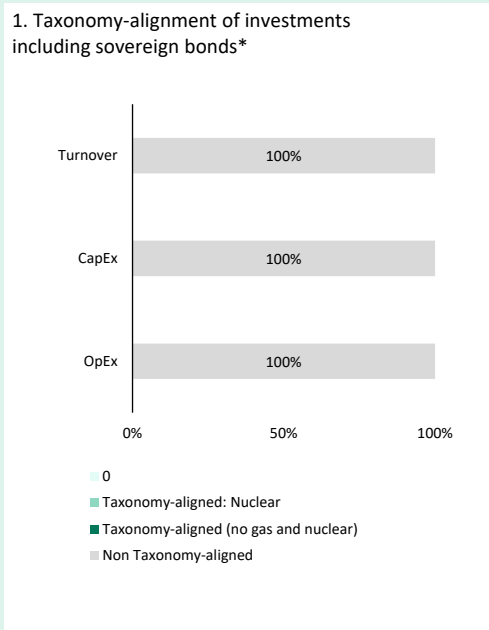 1. Taxonomy-alignment of investments
including sovereign bonds*
Turnover
100%
CapEx
100%
OpEx
100%
0%
50%
100%
0
Taxonomy-aligned: Nuclear
Taxonomy-aligned (no gas and nuclear)
Non Taxonomy-aligned